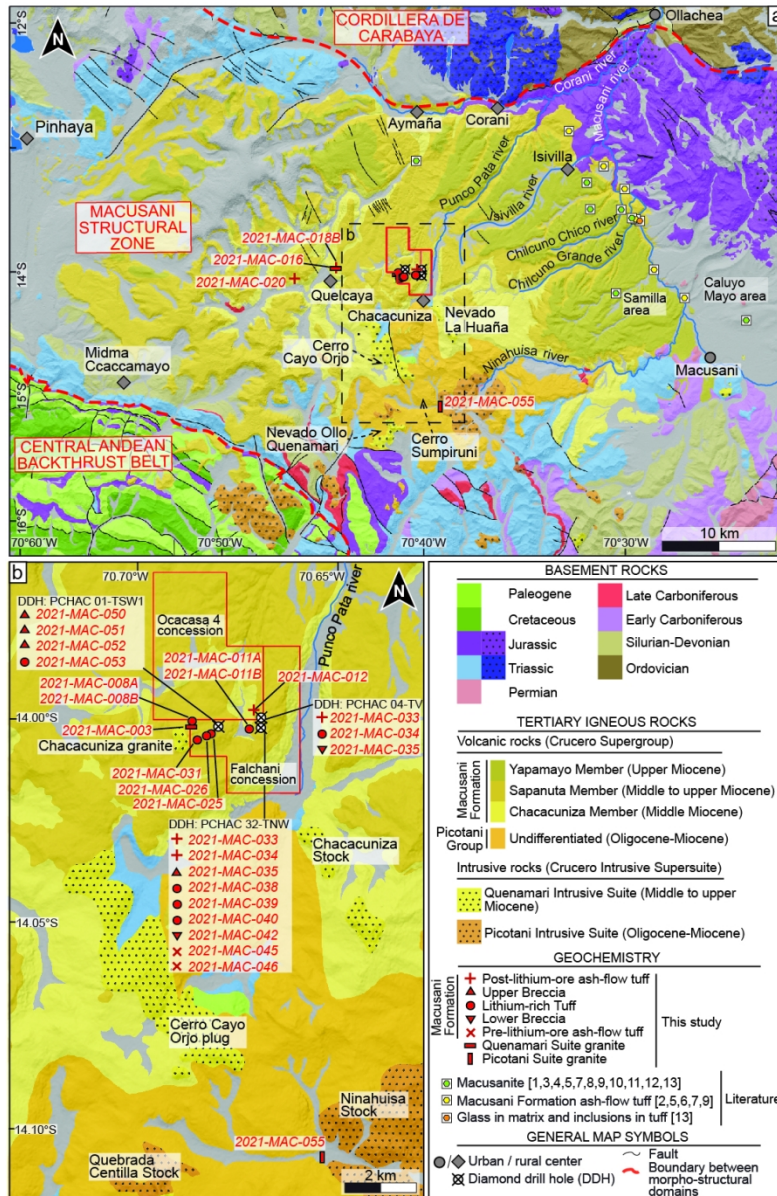 a
12°S
14°S
15°S
16°S
70°60'W
70°50'W
70°40'W
70°30'W
N
CORDILLERA DE
CARABAYA
Ollachea
Corani river
Macusani river
Pinhaya
Aymaña
Corani
Isivilla
Punco Pata river
Isivilla river
MACUSANI
STRUCTURAL
ZONE
b
2021-MAC-018B
2021-MAC-016
2021-MAC-020
Quelcaya
Chilcuno Chico river
Chilcuno Grande river
Caluyo
Mayo area
Samilla
area
Chacacuniza
Nevado
La Huaña
Cerro
Cayo Orjo
Ninahuisa river
Macusani
Midma
Ccaccamayo
2021-MAC-055
Nevado Ollo
Quenamari
Cerro
Sumpiruni
CENTRAL ANDEAN
BACKTHRUST BELT
10 km
b
70.70°W
70.65°W
N
DDH: PCHAC 01-TSW1
2021-MAC-050
2021-MAC-051
2021-MAC-052
2021-MAC-053
Ocacasa 4
concession
Punco Pata river
2021-MAC-011A
2021-MAC-011B
2021-MAC-012
2021-MAC-008A
2021-MAC-008B
DDH: PCHAC 04-TV
2021-MAC-033
2021-MAC-034
2021-MAC-035
14.00°S
2021-MAC-003
Chacacuniza granite
2021-MAC-031
2021-MAC-026
2021-MAC-025
Falchani
concession
DDH: PCHAC 32-TNW
2021-MAC-033
2021-MAC-034
2021-MAC-035
2021-MAC-038
2021-MAC-039
2021-MAC-040
2021-MAC-042
2021-MAC-045
2021-MAC-046
Chacacuniza
Stock
14.05°S
Cerro Cayo
Orjo plug
Ninahuisa
Stock
14.10°S
2021-MAC-055
Quebrada
Centilla Stock
2 km
BASEMENT ROCKS
Paleogene
Late Carboniferous
Cretaceous
Early Carboniferous
Jurassic
Silurian-Devonian
Triassic
Ordovician
Permian
TERTIARY IGNEOUS ROCKS
Volcanic rocks (Crucero Supergroup)
Macusani
Formation
Yapamayo Member (Upper Miocene)
Sapanuta Member (Middle to upper Miocene)
Chacacuniza Member (Middle Miocene)
Picotani
Group
Undifferentiated (Oligocene-Miocene)
Intrusive rocks (Crucero Intrusive Supersuite)
Quenamari Intrusive Suite (Middle to upper
Miocene)
Picotani Intrusive Suite (Oligocene-Miocene)
GEOCHEMISTRY
Macusani
Formation
Post-lithium-ore ash-flow tuff
Upper Breccia
Lithium-rich Tuff
Lower Breccia
Pre-lithium-ore ash-flow tuff
Quenamari Suite granite
Picotani Suite granite
This study
Macusanite [1,3,4,5,7,8,9,10,11,12,13]
Macusani Formation ash-flow tuff [2,5,6,7,9]
Glass in matrix and inclusions in tuff [13]
Literature
GENERAL MAP SYMBOLS
Urban / rural center
Diamond drill hole (DDH)
Fault
Boundary between
morpho-structural
domains